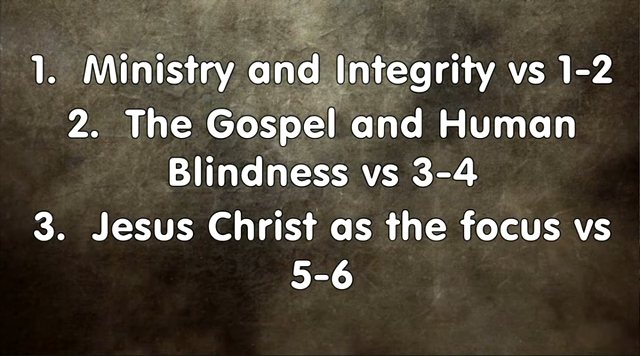 1. Ministry and Integrity vs 1-2
2. The Gospel and Human
Blindness vs 3-4
3. Jesus Christ as the focus vs
5-6